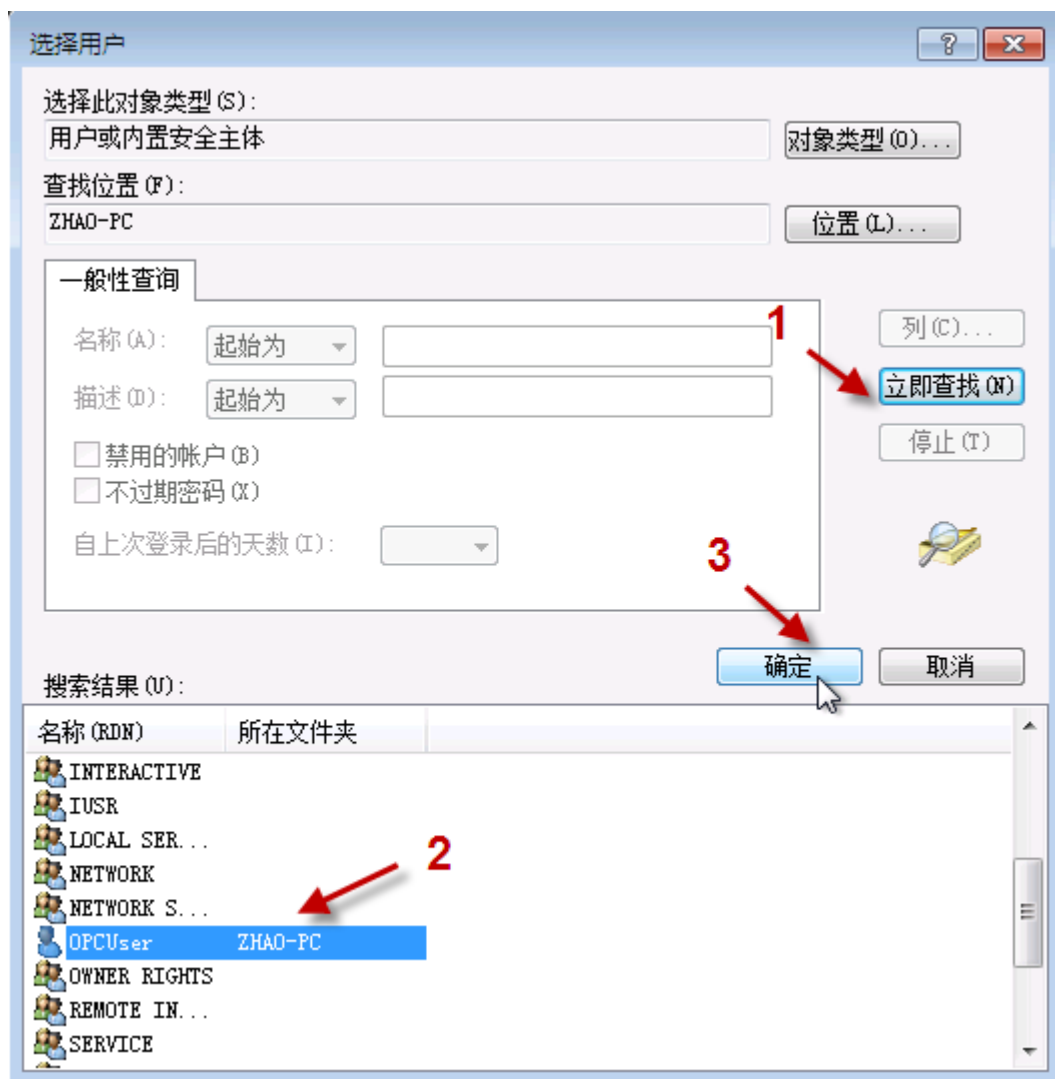 选择用户
选择此对象类型(S):
用户或内置安全主体
对象类型(O)...
查找位置(F):
ZHAO-PC
位置(L)...
一般性查询
名称(A): 起始为
1
列(C)...
立即查找(N)
描述(D): 起始为
停止(T)
禁用的帐户(B)
不过期密码(X)
自上次登录后的天数(I):
3
确定 取消
搜索结果(U):
名称(RDN) 所在文件夹
INTERACTIVE
IUSR
LOCAL SER...
2
NETWORK
NETWORK S...
OPCUser ZHAO-PC
OWNER RIGHTS
REMOTE IN...
SERVICE